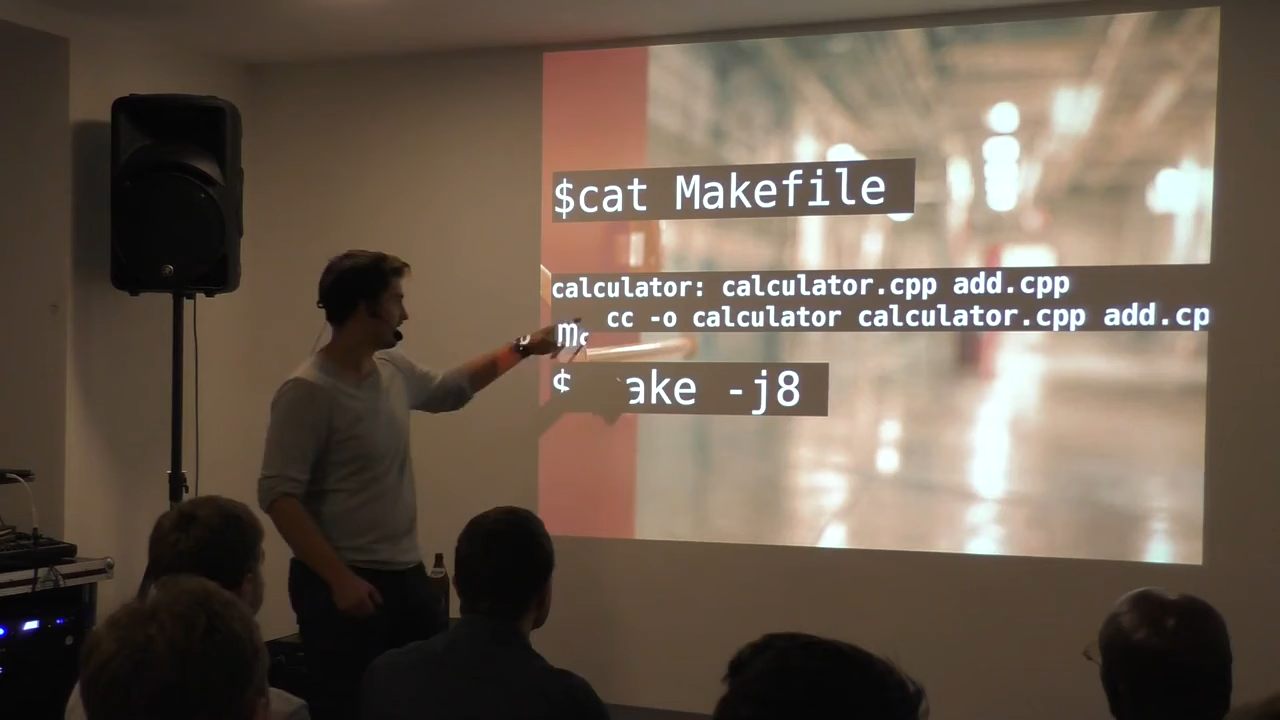 $cat Makefile
calculator: calculator.cpp add.cpp
cc -o calculator calculator.cpp add.cp
$ ake -j8